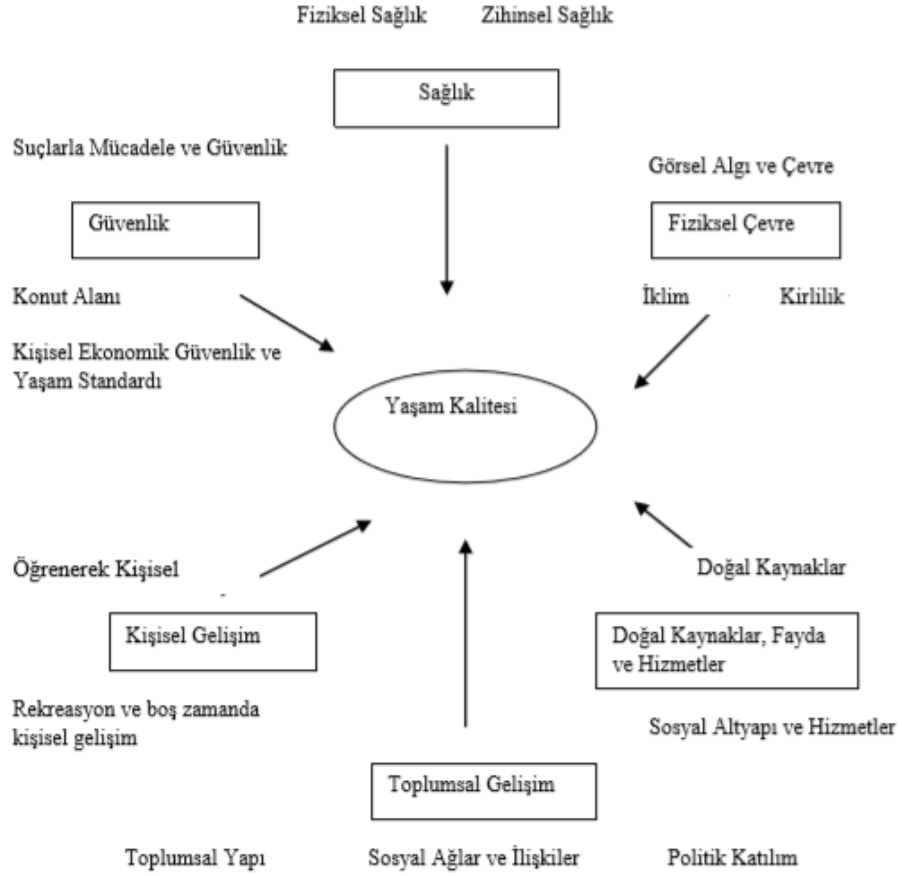 Fiziksel Sağlık Zihinsel Sağlık
Sağlık
Suçlarla Mücadele ve Güvenlik
Görsel Algı ve Çevre
Güvenlik
Fiziksel Çevre
Konut Alanı
İklim Kirlilik
Kişisel Ekonomik Güvenlik ve
Yaşam Standardı
Yaşam Kalitesi
Öğrenerek Kişisel
Doğal Kaynaklar
Kişisel Gelişim
Doğal Kaynaklar, Fayda
ve Hizmetler
Rekreasyon ve boş zamanda
kişisel gelişim
Sosyal Altyapı ve Hizmetler
Toplumsal Gelişim
Toplumsal Yapı Sosyal Ağlar ve İlişkiler Politik Katılım